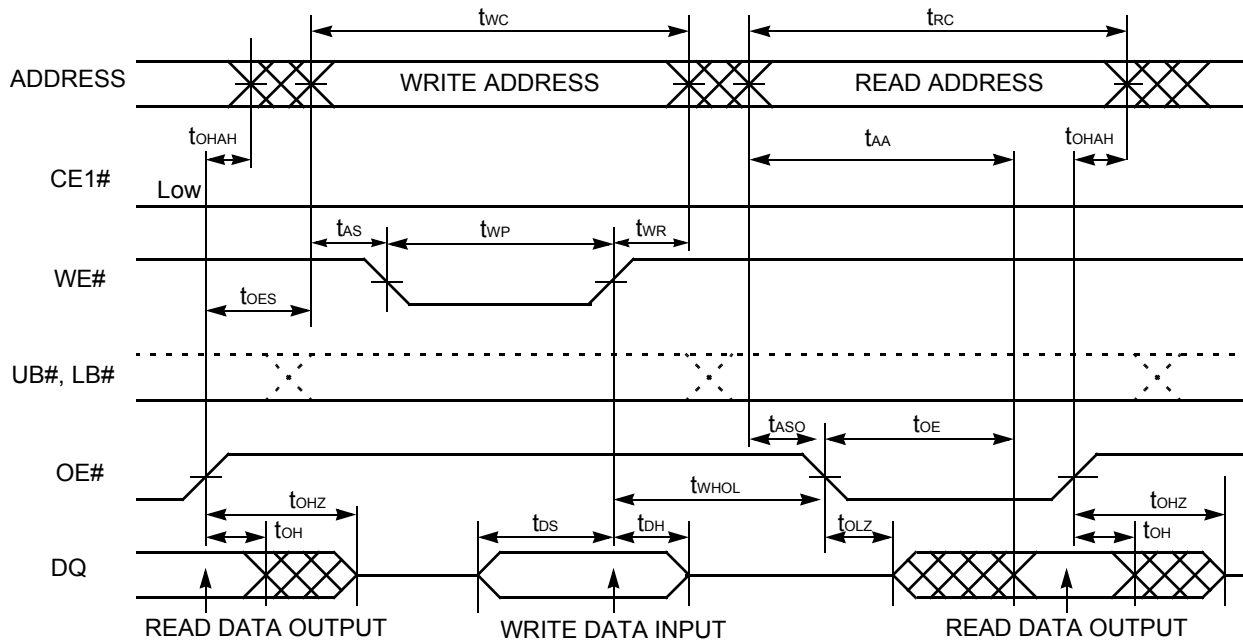 tWC tRC
ADDRESS WRITE ADDRESS READ ADDRESS
tOHAH tAA tOHAH
CE1# Low
tAS tWP tWR
WE#
tOES
UB#, LB#
tASO tOE
OE#
tOHZ tWHOL tOHZ
tOH tDS tDH tOLZ tOH
DQ
READ DATA OUTPUT WRITE DATA INPUT READ DATA OUTPUT